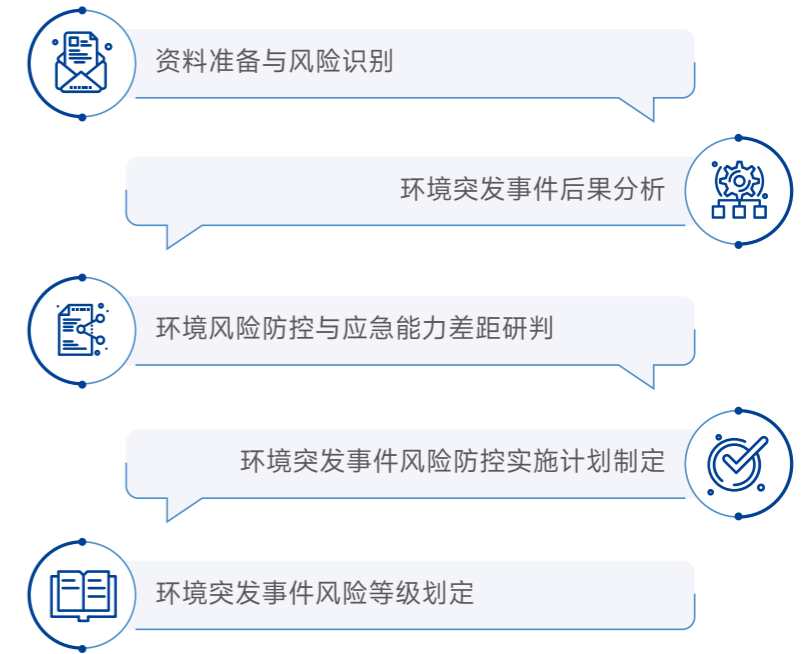 资料准备与风险识别
环境突发事件后果分析
环境风险防控与应急能力差距研判
环境突发事件风险防控实施计划制定
环境突发事件风险等级划定